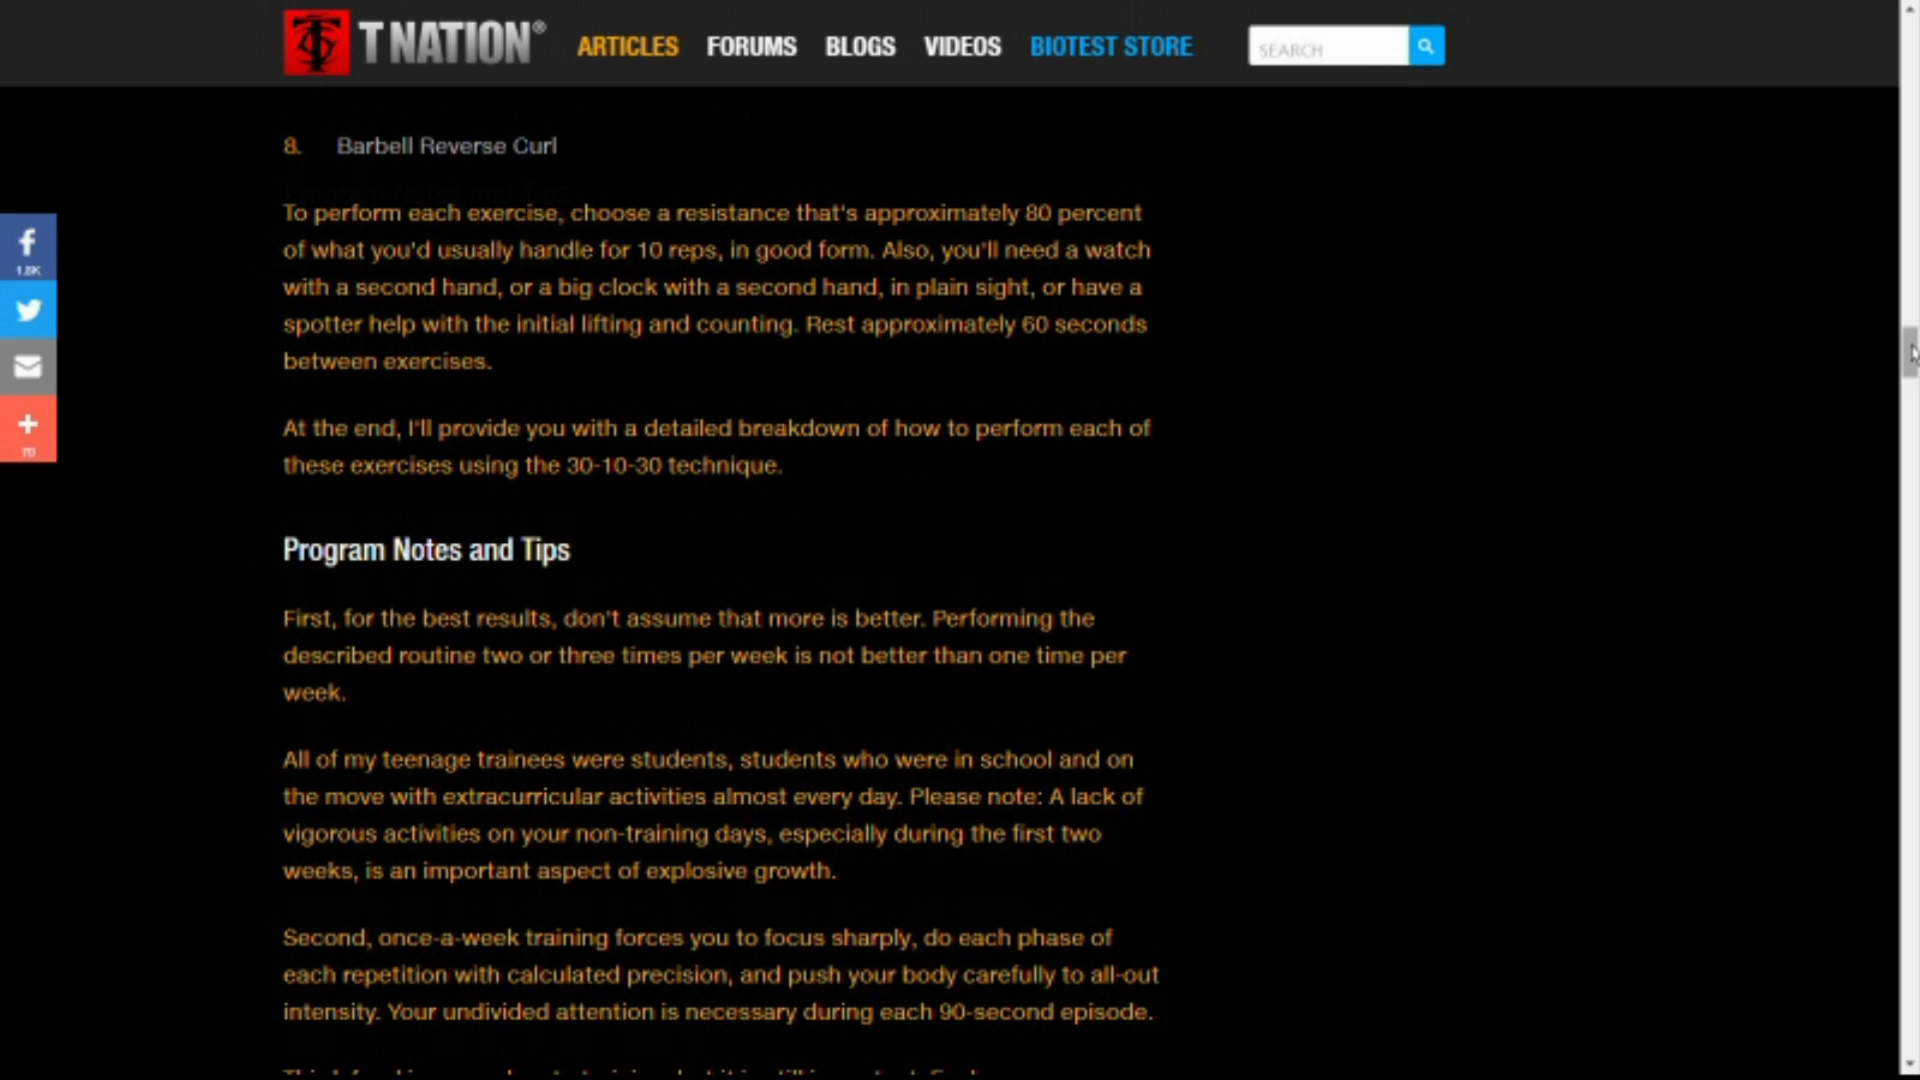 T NATION®
ARTICLES FORUMS BLOGS VIDEOS BIOTEST STORE SEARCH
8. Barbell Reverse Curl
To perform each exercise, choose a resistance that's approximately 80 percent
of what you'd usually handle for 10 reps, in good form. Also, you'll need a watch
with a second hand, or a big clock with a second hand, in plain sight, or have a
spotter help with the initial lifting and counting. Rest approximately 60 seconds
between exercises.
1.8K
At the end, I'll provide you with a detailed breakdown of how to perform each of
these exercises using the 30-10-30 technique.
70
Program Notes and Tips
First, for the best results, don't assume that more is better. Performing the
described routine two or three times per week is not better than one time per
week.
All of my teenage trainees were students, students who were in school and on
the move with extracurricular activities almost every day. Please note: A lack of
vigorous activities on your non-training days, especially during the first two
weeks, is an important aspect of explosive growth.
Second, once-a-week training forces you to focus sharply, do each phase of
each repetition with calculated precision, and push your body carefully to all-out
intensity. Your undivided attention is necessary during each 90-second episode.